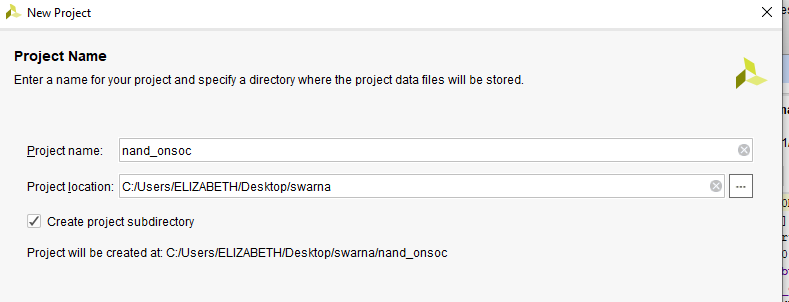 New Project
Project Name
Enter a name for your project and specify a directory where the project data files will be stored.
Project name: nand_onsoc
Project location: C:/Users/ELIZABETH/Desktop/swarna
...
Create project subdirectory
Project will be created at: C:/Users/ELIZABETH/Desktop/swarna/nand_onsoc